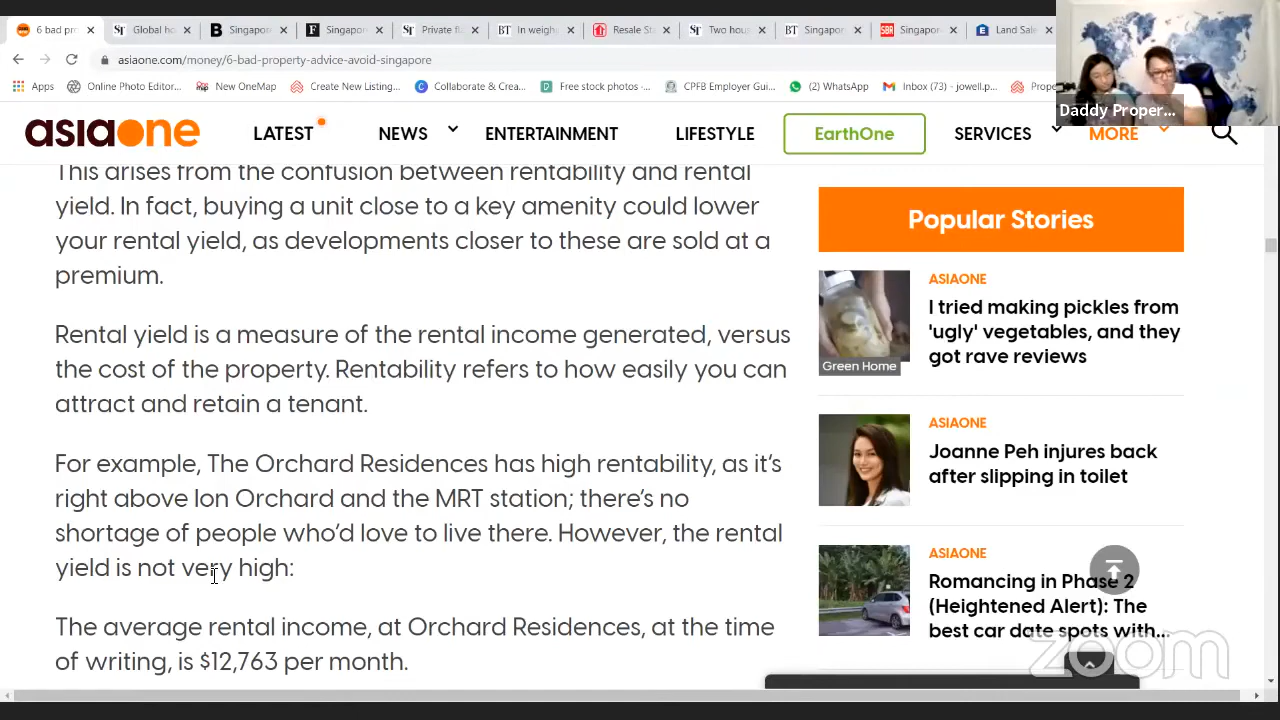 6 bad pro
Global ho
Singapore
Singapo
Private fl
In weigh
Resale St
Two hous
Singapor
Singapor
Land Sale
asiaone.com/money/6-bad-property-advice-avoid-singapore
Apps
Online Photo Editor...
New OneMap
Create New Listing...
Collaborate & Crea...
Free stock photos ·...
CPFB Employer Gui...
(2) WhatsApp
Inbox (73) - jowell.p...
Prope
Daddy Proper...
asiaone
LATEST
NEWS
ENTERTAINMENT
LIFESTYLE
EarthOne
SERVICES
MORE
This arises from the confusion between rentability and rental
yield. In fact, buying a unit close to a key amenity could lower
your rental yield, as developments closer to these are sold at a
premium.
Rental yield is a measure of the rental income generated, versus
the cost of the property. Rentability refers to how easily you can
attract and retain a tenant.
For example, The Orchard Residences has high rentability, as it's
right above Ion Orchard and the MRT station; there's no
shortage of people who'd love to live there. However, the rental
yield is not very high:
The average rental income, at Orchard Residences, at the time
of writing, is $12,763 per month.
Popular Stories
ASIAONE
I tried making pickles from
'ugly' vegetables, and they
got rave reviews
Green Home
ASIAONE
Joanne Peh injures back
after slipping in toilet
ASIAONE
Romancing in Phase 2
(Heightened Alert): The
best car date spots with...
zoom